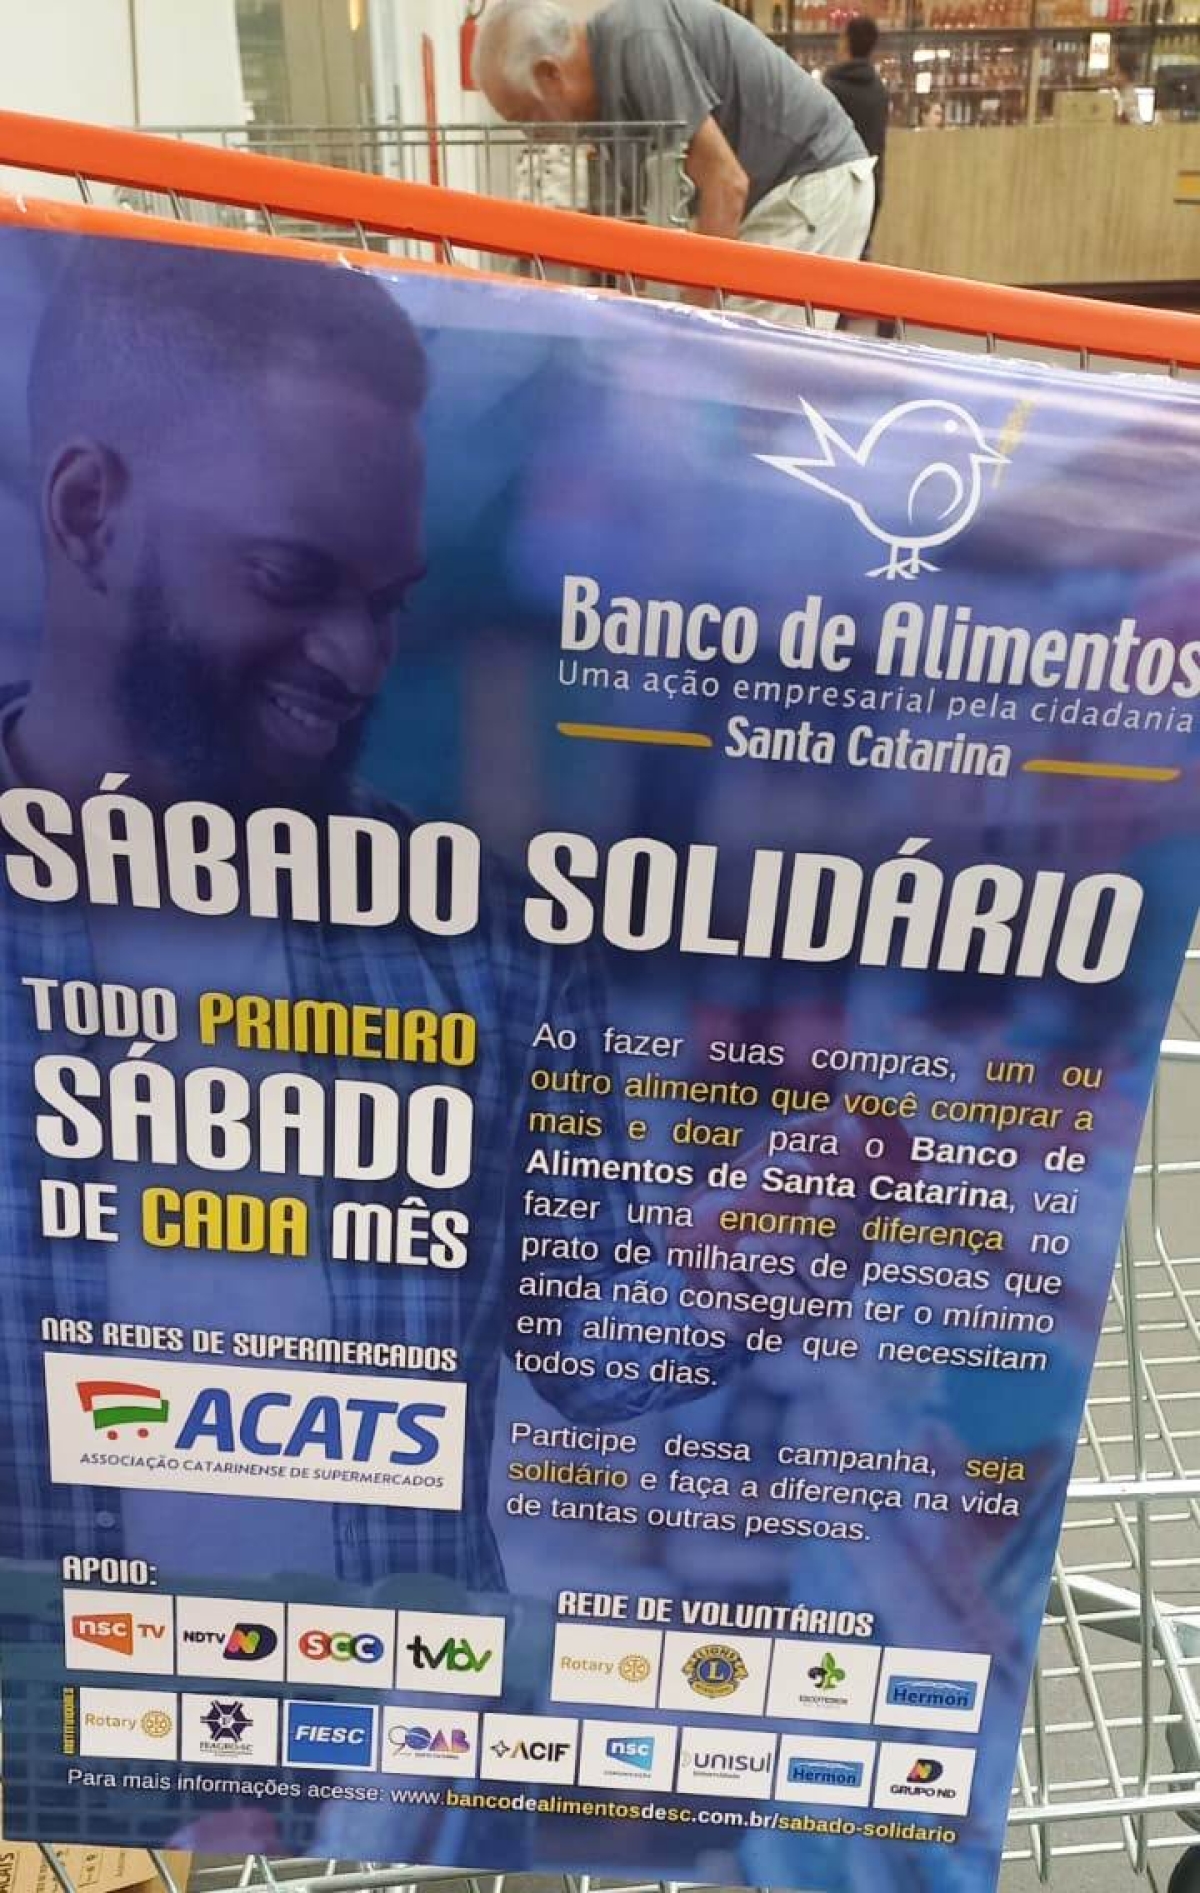 Banco de Alimentos
Uma ação empresarial pela cidadania
Santa Catarina
SÁBADO SOLIDÁRIO
TODO PRIMEIRO
SÁBADO
DE CADA MÊS
NAS REDES DE SUPERMERCADOS
ACATS
ASSOCIAÇÃO CATARINENSE DE SUPERMERCADOS
Ao fazer suas compras, um ou
outro alimento que você comprar a
mais e doar para o Banco de
Alimentos de Santa Catarina, vai
fazer uma enorme diferença no
prato de milhares de pessoas que
ainda não conseguem ter o mínimo
em alimentos de que necessitam
todos os dias.
Participe dessa campanha, seja
solidário e faça a diferença na vida
de tantas outras pessoas.
APOIO:
nsc TV
NDTV
SCC
tvBV
REDE DE VOLUNTÁRIOS
Rotary
LIONS
L
ESCOTEIROS
Hermon
Rotary
FIESC
OAB
ACIF
nsc
unisul
Hermon
GRUPO ND
Para mais informações acesse: www.bancodealimentosdesc.com.br/sabado-solidario